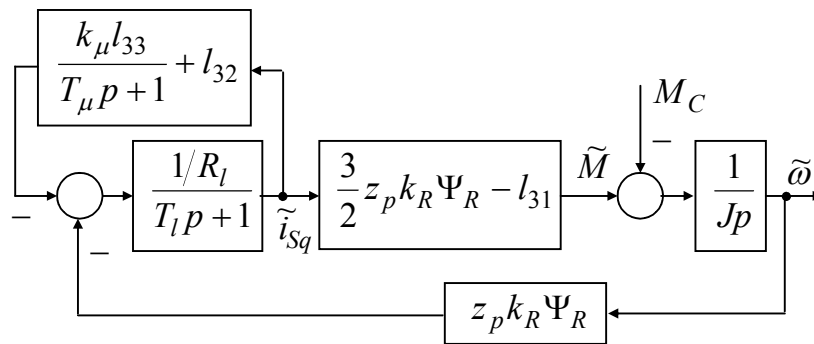 k_μ l_33 / (T_μ p + 1) + l_32
M_C
−
(1/R_l) / (T_l p + 1)
ĩ_Sq
3/2 z_p k_R Ψ_R − l_31
M̃
1 / Jp
ω̃
−
−
z_p k_R Ψ_R